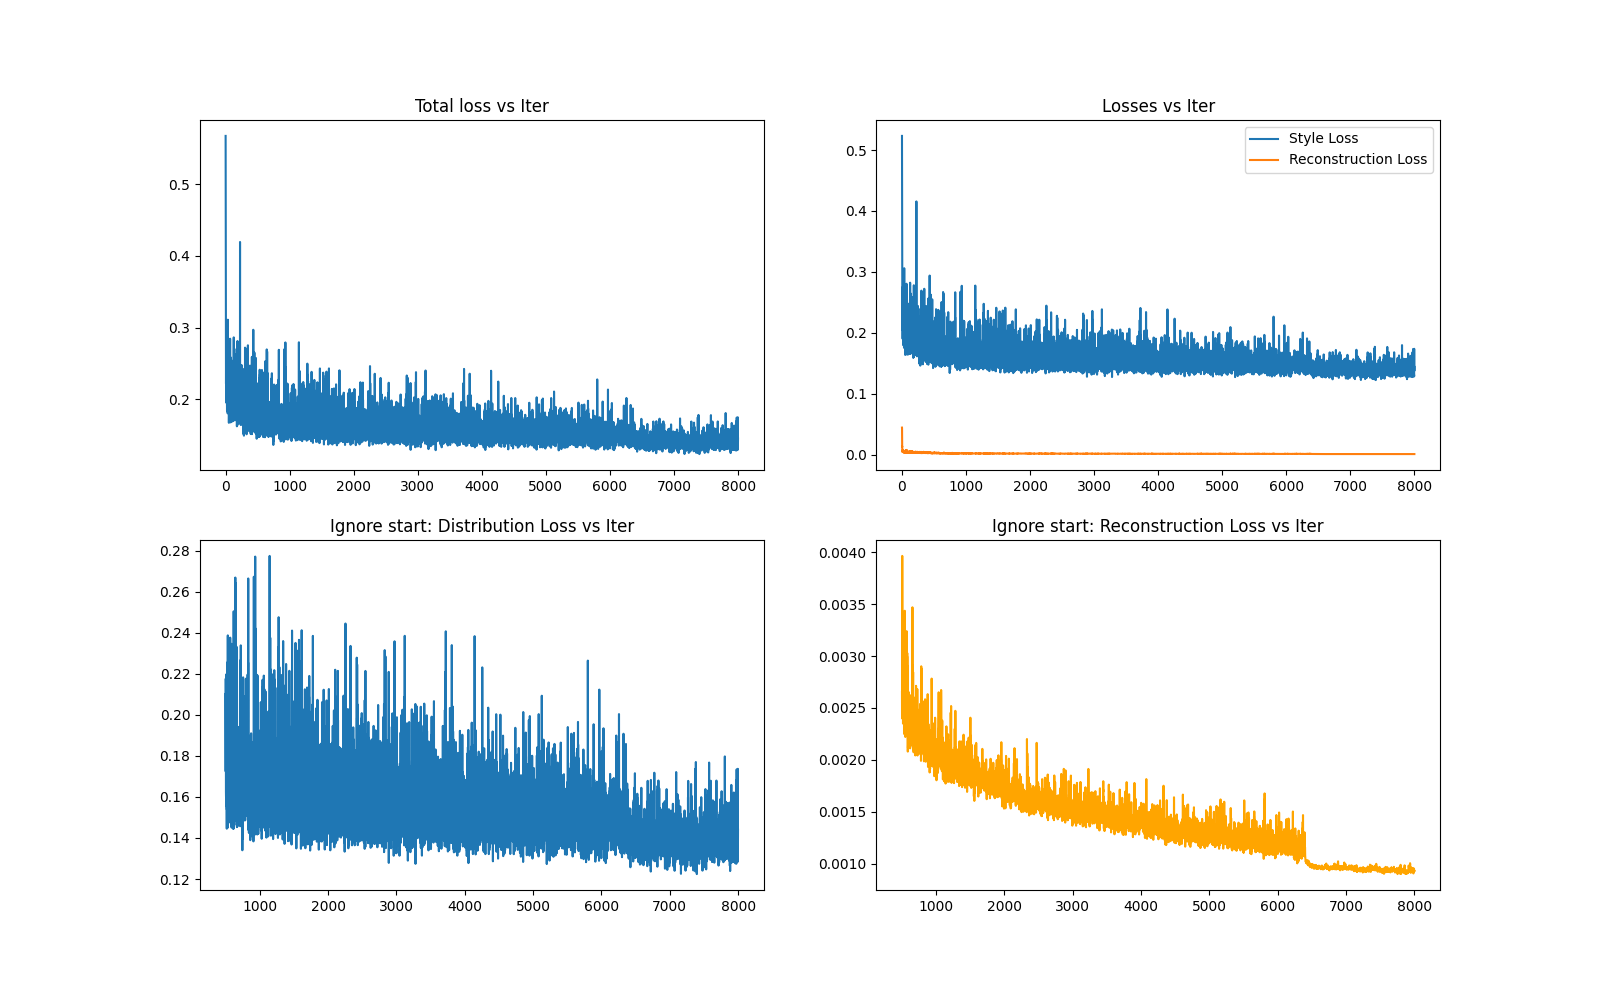 Total loss vs Iter
0.5
0.4
0.3
0.2
0 1000 2000 3000 4000 5000 6000 7000 8000
Losses vs Iter
Style Loss
Reconstruction Loss
0.5
0.4
0.3
0.2
0.1
0.0
0 1000 2000 3000 4000 5000 6000 7000 8000
Ignore start: Distribution Loss vs Iter
0.28
0.26
0.24
0.22
0.20
0.18
0.16
0.14
0.12
1000 2000 3000 4000 5000 6000 7000 8000
Ignore start: Reconstruction Loss vs Iter
0.0040
0.0035
0.0030
0.0025
0.0020
0.0015
0.0010
1000 2000 3000 4000 5000 6000 7000 8000